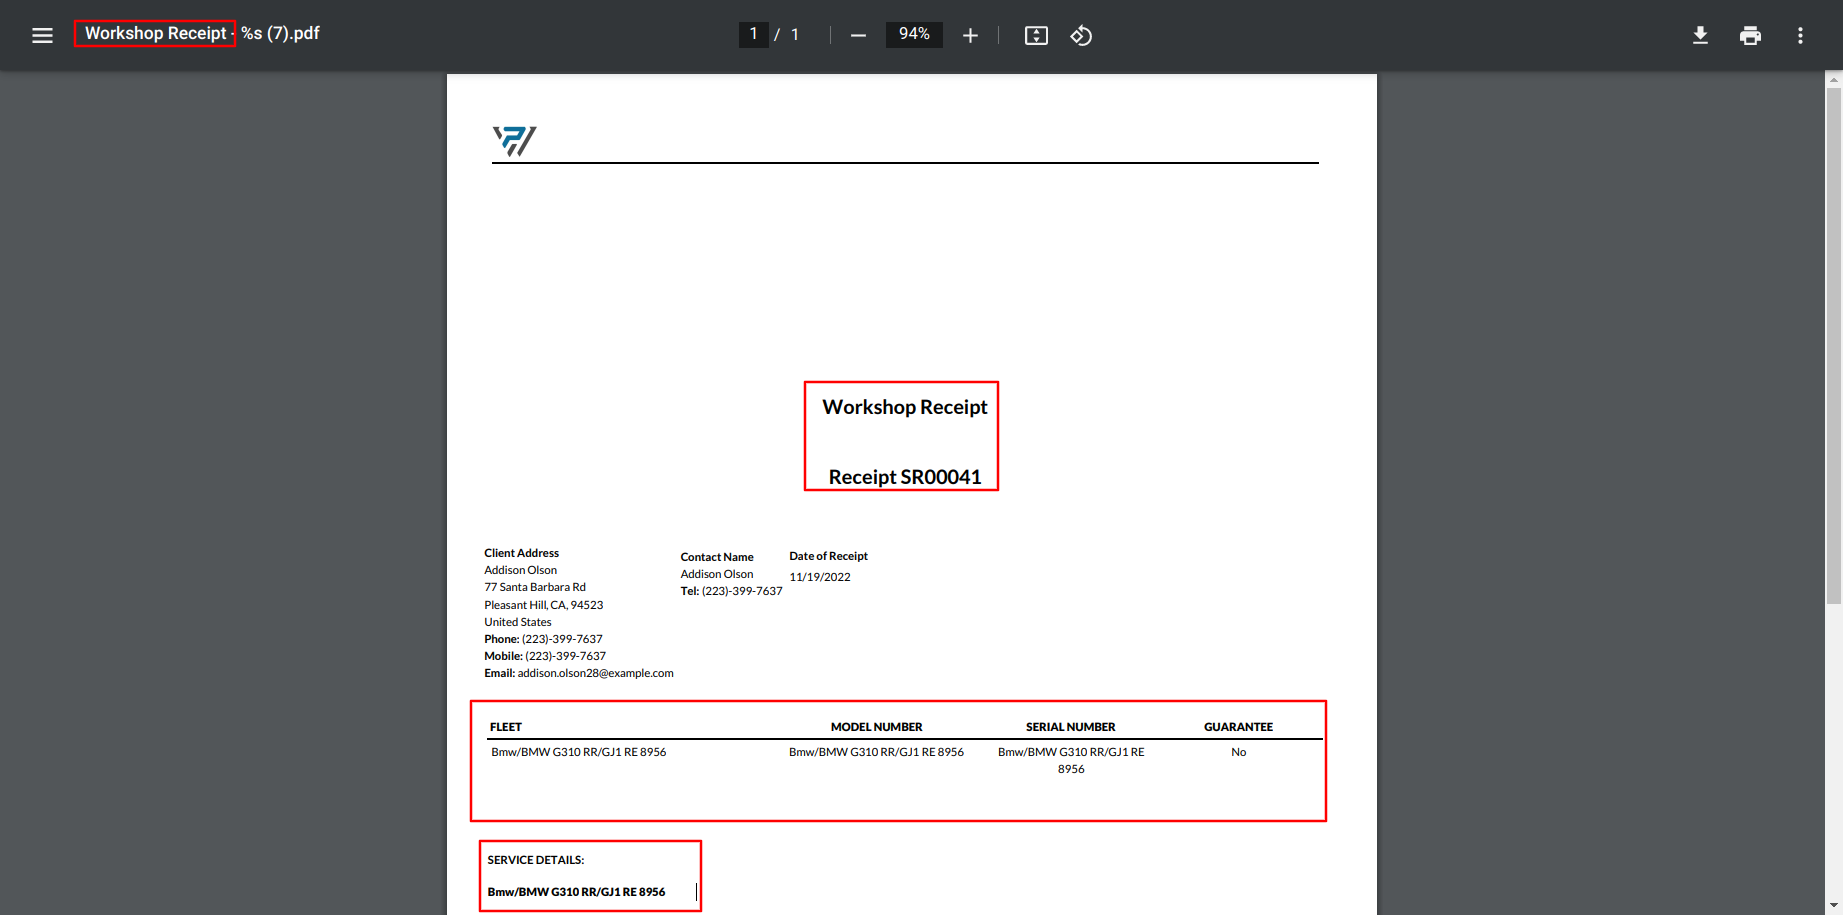 Workshop Receipt - %s (7).pdf
1 / 1
94%
Workshop Receipt
Receipt SR00041
Client Address
Addison Olson
77 Santa Barbara Rd
Pleasant Hill, CA, 94523
United States
Phone: (223)-399-7637
Mobile: (223)-399-7637
Email: addison.olson28@example.com
Contact Name
Addison Olson
Tel: (223)-399-7637
Date of Receipt
11/19/2022
FLEET MODEL NUMBER SERIAL NUMBER GUARANTEE
Bmw/BMW G310 RR/GJ1 RE 8956 Bmw/BMW G310 RR/GJ1 RE 8956 Bmw/BMW G310 RR/GJ1 RE No
8956
SERVICE DETAILS:
Bmw/BMW G310 RR/GJ1 RE 8956